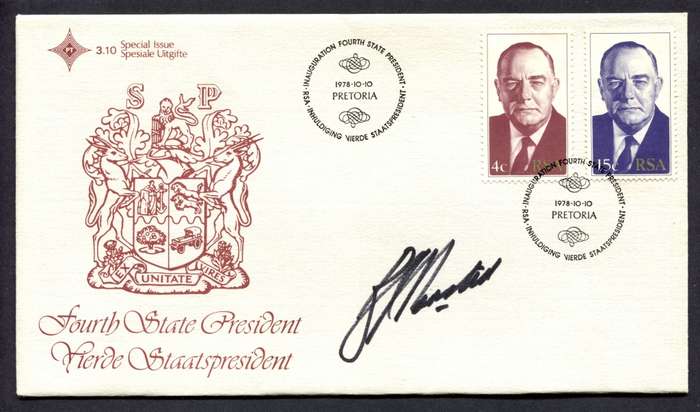 PT
3.10 Special Issue
Spesiale Uitgifte
S P
EX UNITATE VIRES
Fourth State President
Vierde Staatspresident
INAUGURATION FOURTH STATE PRESIDENT ·
1978-10-10
PRETORIA
RSA · INHULDIGING VIERDE STAATSPRESIDENT ·
4c RSA
15c RSA
INAUGURATION FOURTH STATE PRESIDENT ·
1978-10-10
PRETORIA
RSA · INHULDIGING VIERDE STAATSPRESIDENT ·